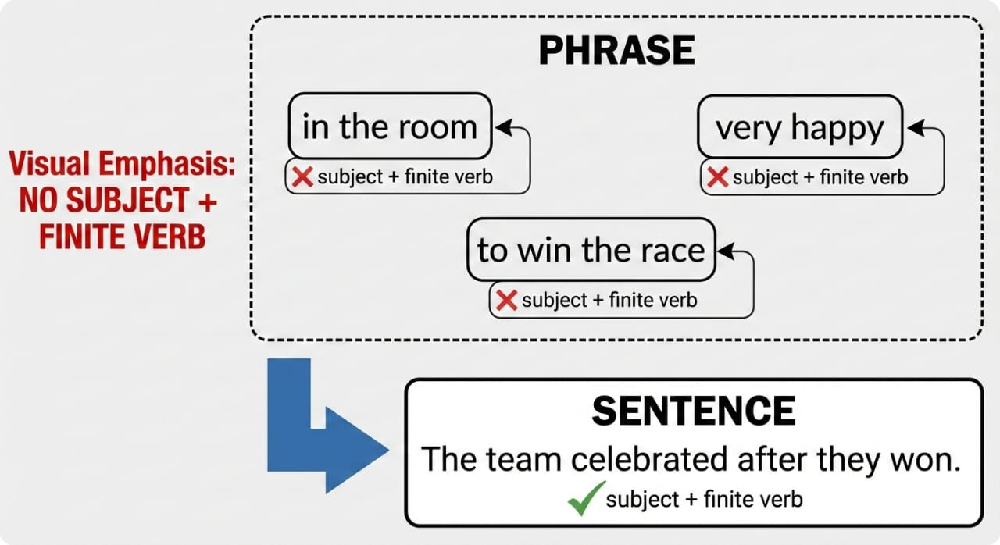 PHRASE
in the room
❌ subject + finite verb
very happy
❌ subject + finite verb
to win the race
❌ subject + finite verb
Visual Emphasis:
NO SUBJECT +
FINITE VERB
SENTENCE
The team celebrated after they won.
✓ subject + finite verb